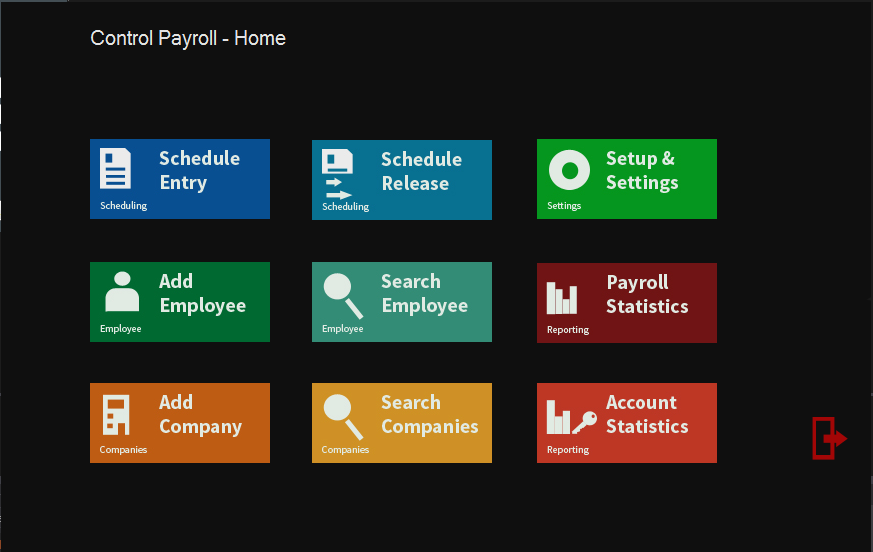 Control Payroll - Home
Schedule
Entry
Scheduling
Schedule
Release
Scheduling
Setup &
Settings
Settings
Add
Employee
Employee
Search
Employee
Employee
Payroll
Statistics
Reporting
Add
Company
Companies
Search
Companies
Companies
Account
Statistics
Reporting